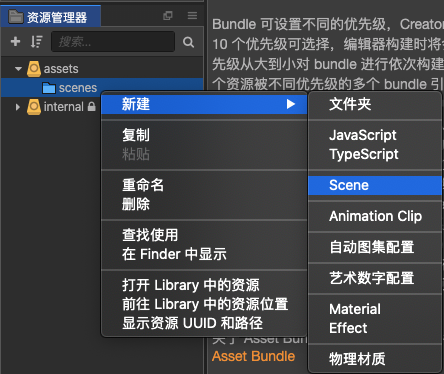 资源管理器
搜索...
assets
scenes
internal
新建
复制
粘贴
重命名
删除
查找使用
在 Finder 中显示
打开 Library 中的资源
前往 Library 中的资源位置
显示资源 UUID 和路径
文件夹
JavaScript
TypeScript
Scene
Animation Clip
自动图集配置
艺术数字配置
Material
Effect
物理材质
Bundle 可设置不同的优先级，Creator
10 个优先级可选择，编辑器构建时将
先级从大到小对 bundle 进行依次构建
个资源被不同优先级的多个 bundle 引
关于 Asset Bun
Asset Bundle